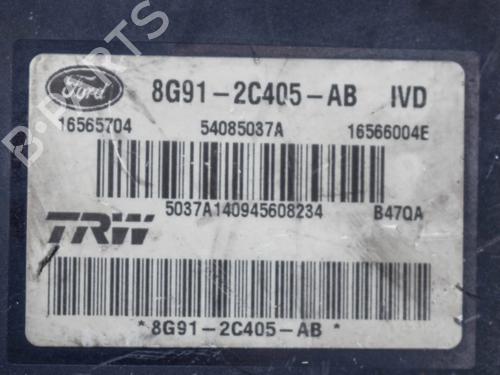 B-PARTS
Ford 8G91-2C405-AB IVD
16565704 54085037A 16566004E
5037A140945608234 B47QA
TRW
*8G91-2C405-AB*